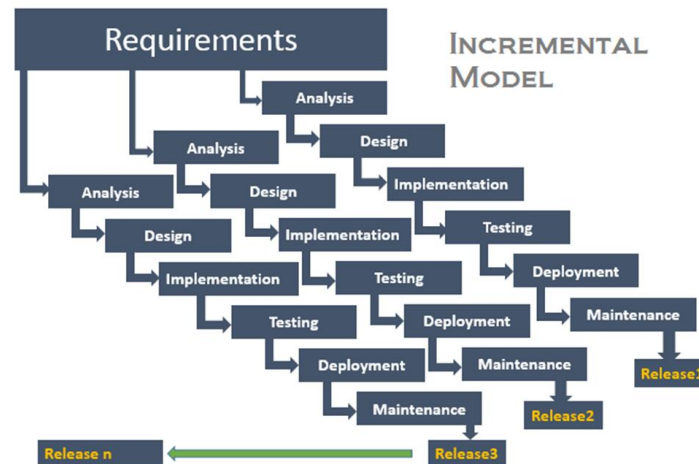 Requirements
INCREMENTAL
MODEL
Analysis
Design
Implementation
Testing
Deployment
Maintenance
Release1
Analysis
Design
Implementation
Testing
Deployment
Maintenance
Release2
Analysis
Design
Implementation
Testing
Deployment
Maintenance
Release3
Release n